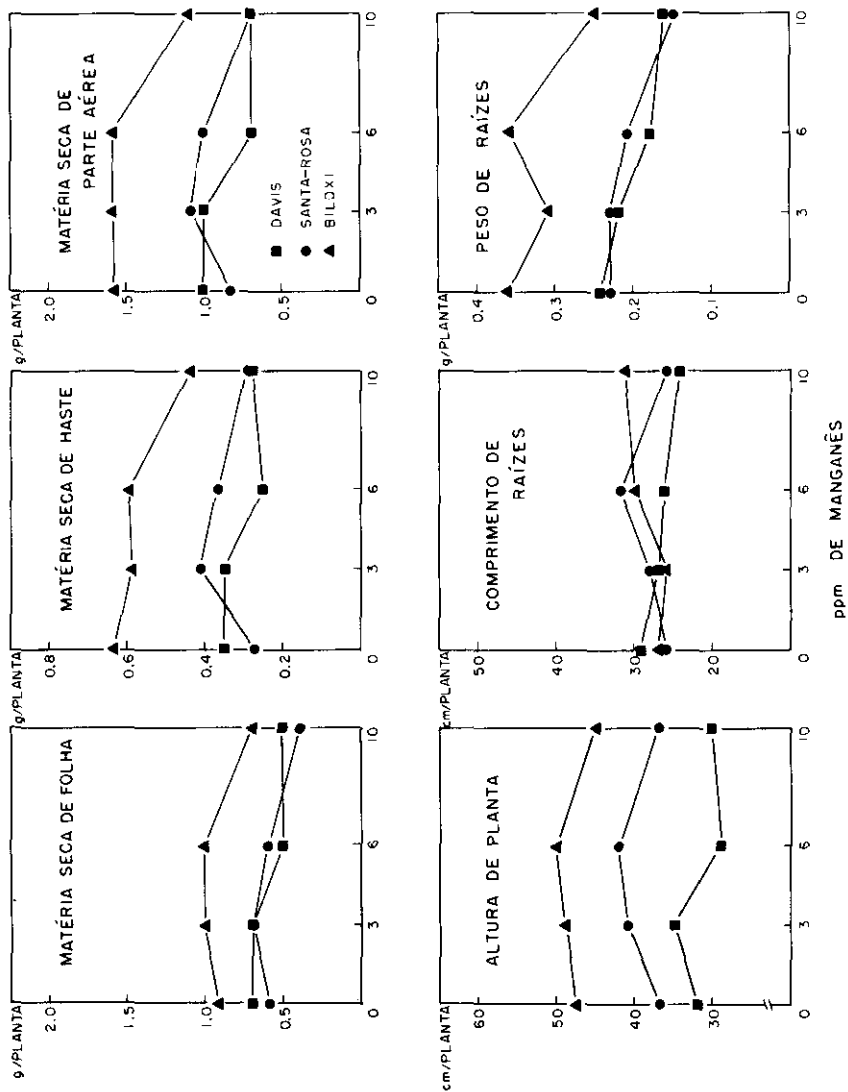 g/PLANTA
MATÉRIA SECA DE FOLHA
2.0
1.5
1.0
0.5
0
3
6
10
g/PLANTA
MATÉRIA SECA DE HASTE
0.8
0.6
0.4
0.2
0
3
6
10
g/PLANTA
MATÉRIA SECA DE
PARTE AÉREA
2.0
1.5
1.0
0.5
DAVIS
SANTA-ROSA
BILOXI
0
3
6
10
cm/PLANTA
ALTURA DE PLANTA
60
50
40
30
0
3
6
10
cm/PLANTA
COMPRIMENTO DE
RAÍZES
50
40
30
20
0
3
6
10
g/PLANTA
PESO DE RAÍZES
0.4
0.3
0.2
0.1
0
3
6
10
ppm DE MANGANÊS